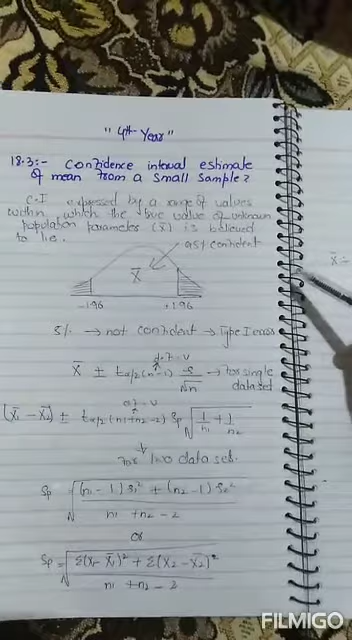 " 4th-Year "
18.3:- Confidence interval estimate
of mean from a small sample?
C.I expressed by a range of values
within which the true value of unknown
population parameter (X̄) is believed
to lie.
95% confident
X̄
-1.96 +1.96
5% → not confident → Type I error
d.f = v
X̄ ± tα/2 (n-1) s/√n → for single
data set
d.f = v
(X̄1 - X̄2) ± tα/2 (n1+n2-2) Sp √(1/n1 + 1/n2)
↓
for two data set.
Sp √((n1 - 1) s1² + (n2 - 1) s2² / n1 + n2 - 2)
or
Sp = √(Σ(X1 - X̄1)² + Σ(X2 - X̄2)² / n1 + n2 - 2)
X̄ =
FILMIGO